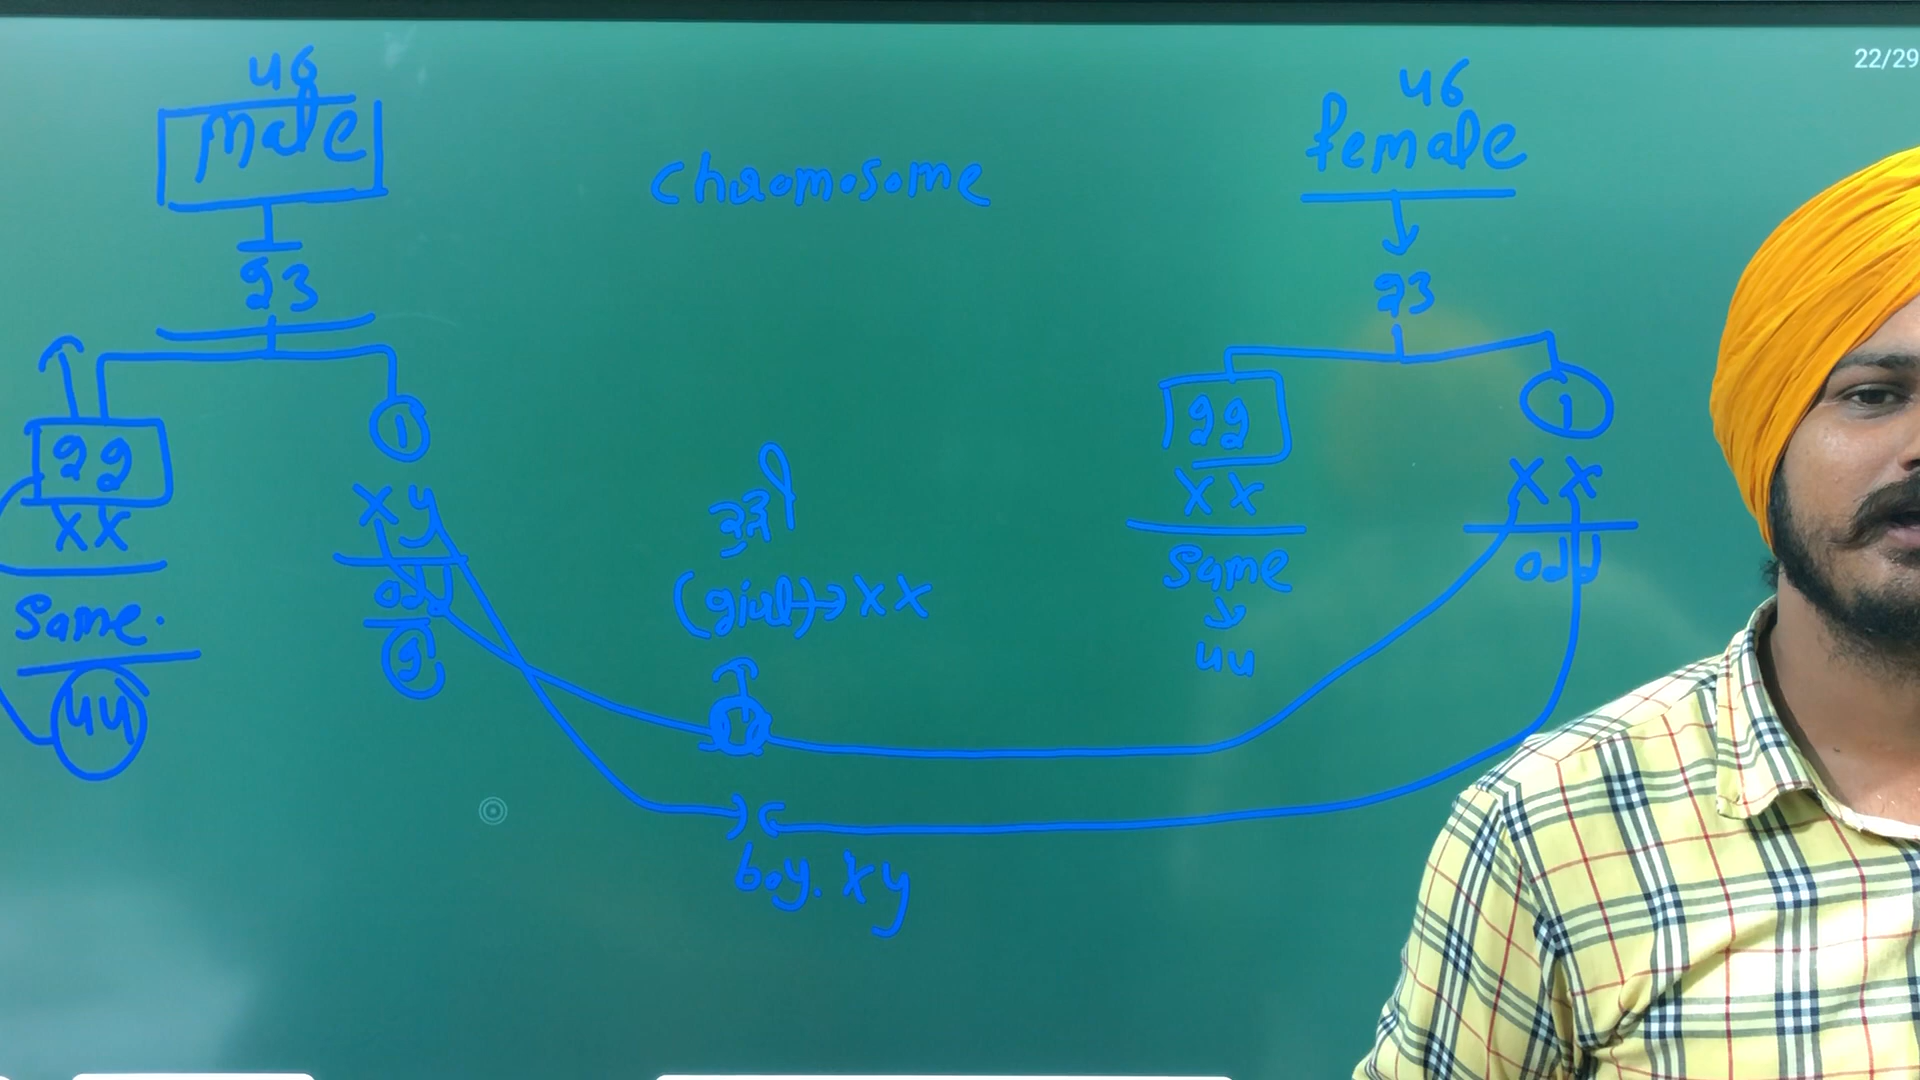 22/29
46
male
23
22
1
XX
Same.
44
X y
odd
chromosome
46
female
23
22
1
XX
Same
44
XX
odd
(girl) → XX
boy. Xy